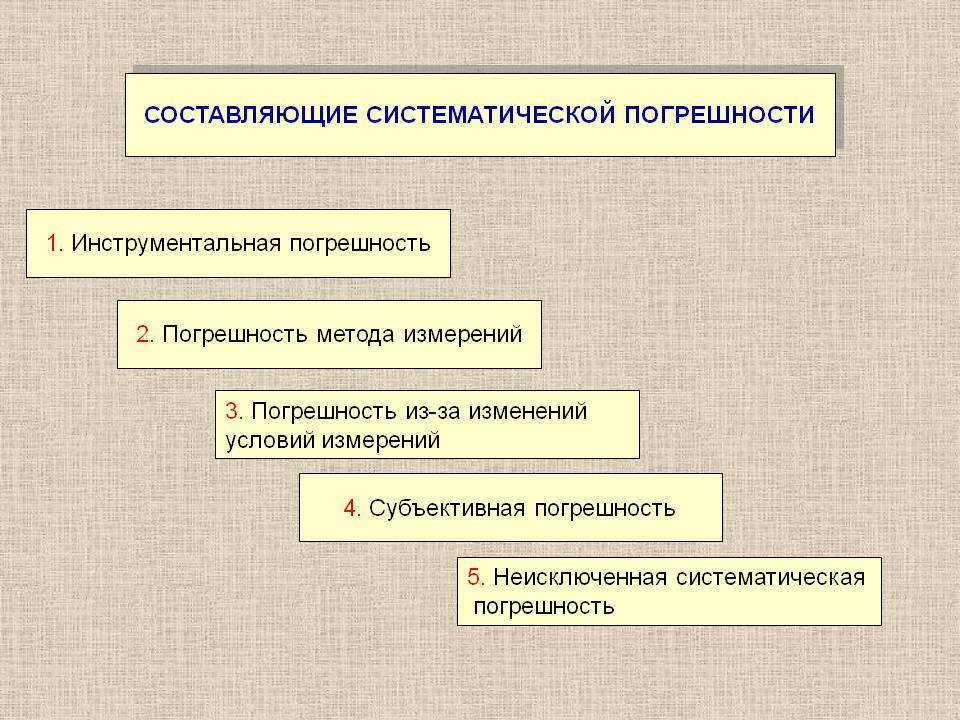 СОСТАВЛЯЮЩИЕ СИСТЕМАТИЧЕСКОЙ ПОГРЕШНОСТИ
1. Инструментальная погрешность
2. Погрешность метода измерений
3. Погрешность из-за изменений
условий измерений
4. Субъективная погрешность
5. Неисключенная систематическая
погрешность